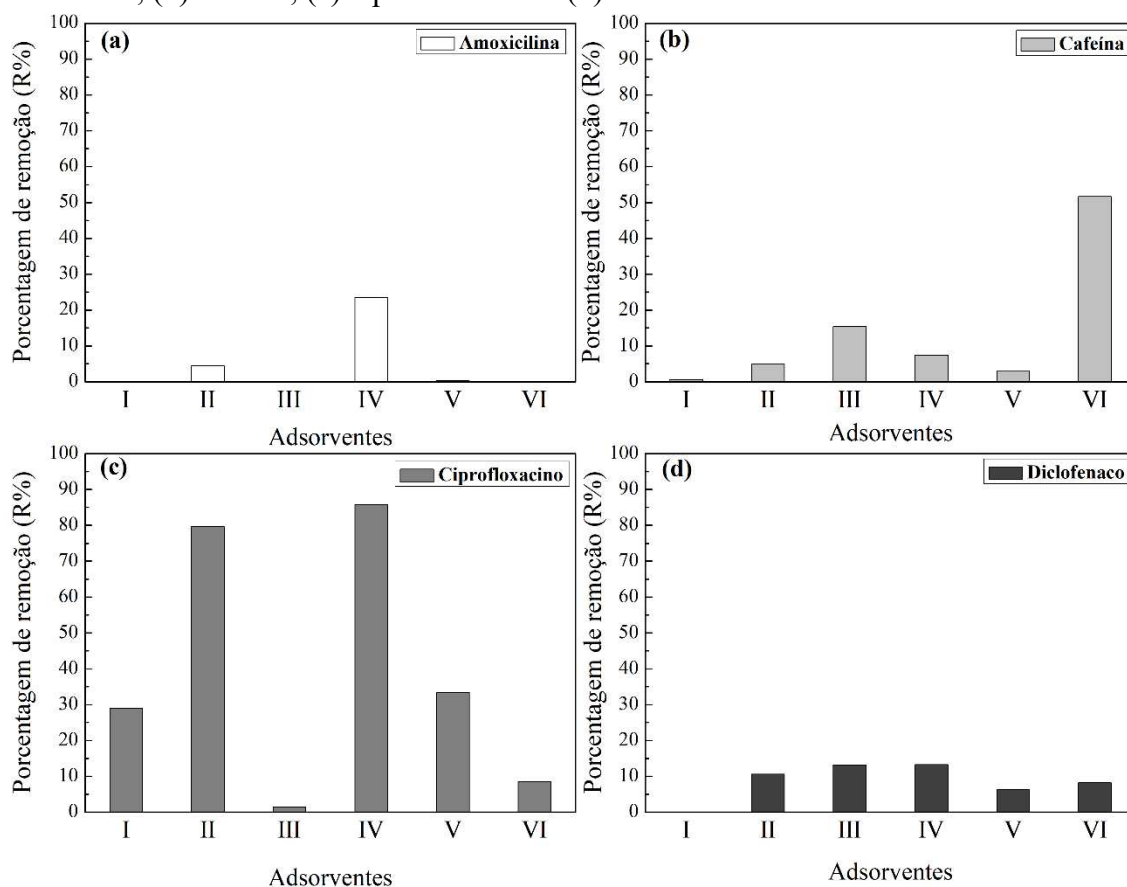 (a)
Amoxicilina
100
90
80
70
60
50
40
30
20
10
0
Porcentagem de remoção (R%)
I II III IV V VI
Adsorventes
(b)
Cafeína
100
90
80
70
60
50
40
30
20
10
0
Porcentagem de remoção (R%)
I II III IV V VI
Adsorventes
(c)
Ciprofloxacino
100
90
80
70
60
50
40
30
20
10
0
Porcentagem de remoção (R%)
I II III IV V VI
Adsorventes
(d)
Diclofenaco
100
90
80
70
60
50
40
30
20
10
0
Porcentagem de remoção (R%)
I II III IV V VI
Adsorventes